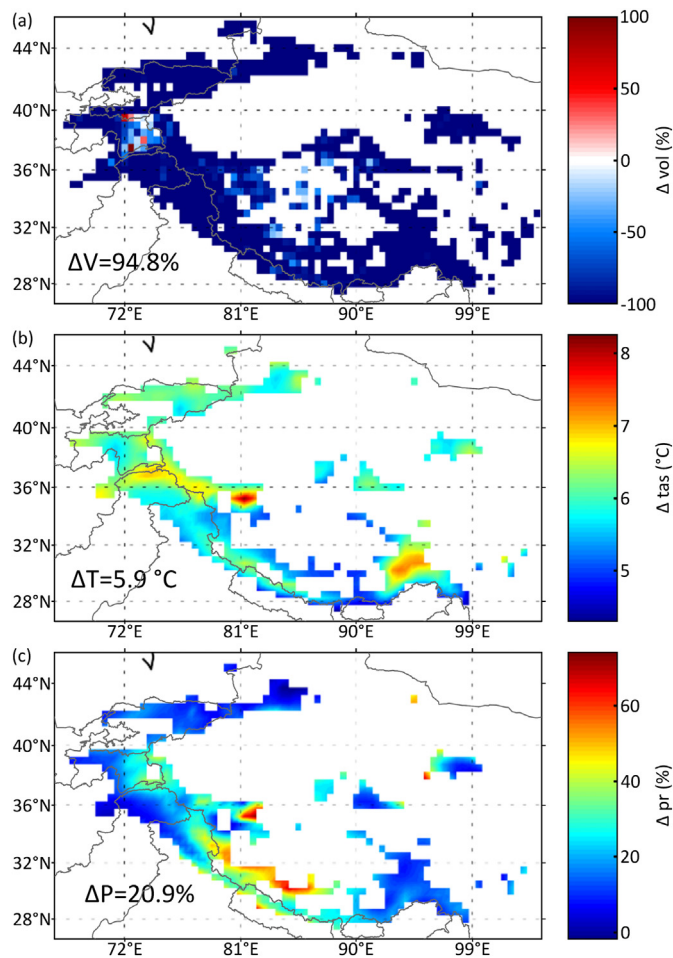 (a)
44°N
40°N
36°N
32°N
28°N
ΔV=94.8%
72°E 81°E 90°E 99°E
100
50
0
-50
-100
Δ vol (%)
(b)
44°N
40°N
36°N
32°N
28°N
ΔT=5.9 °C
72°E 81°E 90°E 99°E
8
7
6
5
Δ tas (°C)
(c)
44°N
40°N
36°N
32°N
28°N
ΔP=20.9%
72°E 81°E 90°E 99°E
60
40
20
0
Δ pr (%)